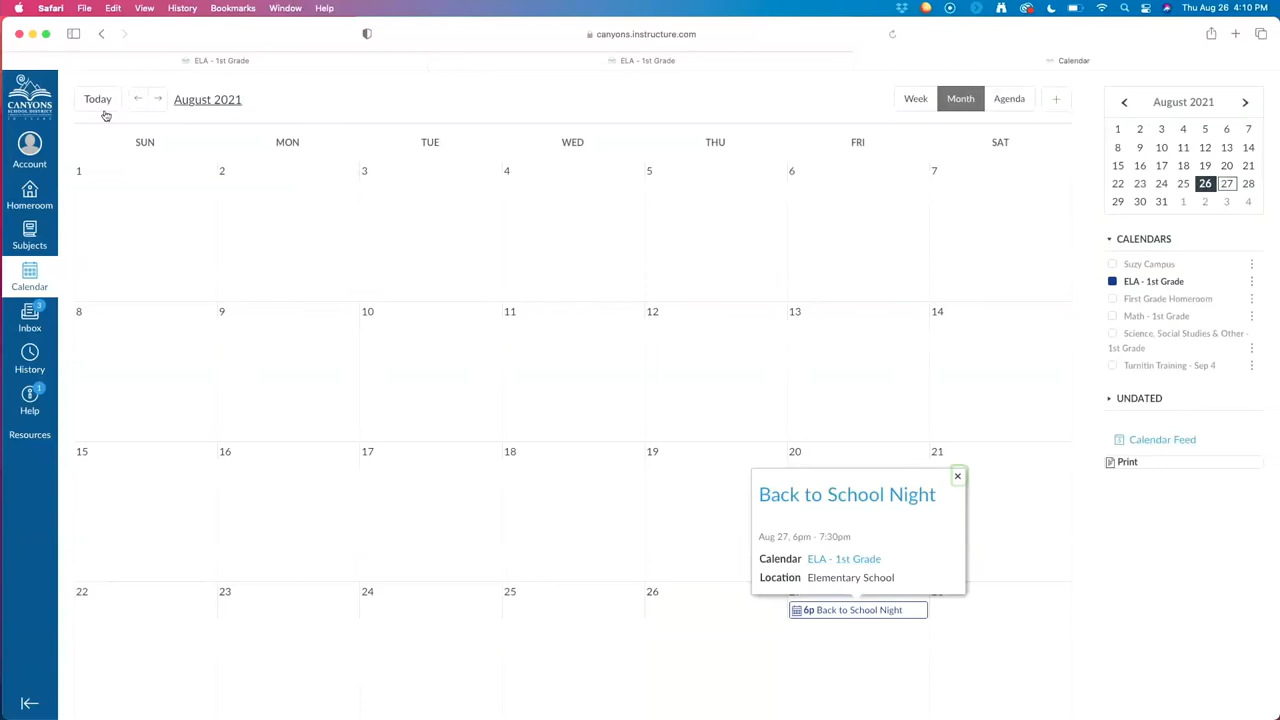 Safari File Edit View History Bookmarks Develop Window Help
Thu Aug 26 4:10 PM
canyons.instructure.com
ELA - 1st Grade
ELA - 1st Grade
Calendar
CANYONS
SCHOOL DISTRICT
Account
Homeroom
Subjects
Calendar
3
Inbox
History
1
Help
Resources
Today
August 2021
Week Month Agenda
SUN MON TUE WED THU FRI SAT
1 2 3 4 5 6 7
8 9 10 11 12 13 14
15 16 17 18 19 20 21
22 23 24 25 26
Back to School Night
Aug 27, 6pm - 7:30pm
Calendar ELA - 1st Grade
Location Elementary School
6p Back to School Night
August 2021
1 2 3 4 5 6 7
8 9 10 11 12 13 14
15 16 17 18 19 20 21
22 23 24 25 26 27 28
29 30 31 1 2 3 4
CALENDARS
Suzy Campus
ELA - 1st Grade
First Grade Homeroom
Math - 1st Grade
Science, Social Studies & Other -
1st Grade
Turnitin Training - Sep 4
UNDATED
Calendar Feed
Print